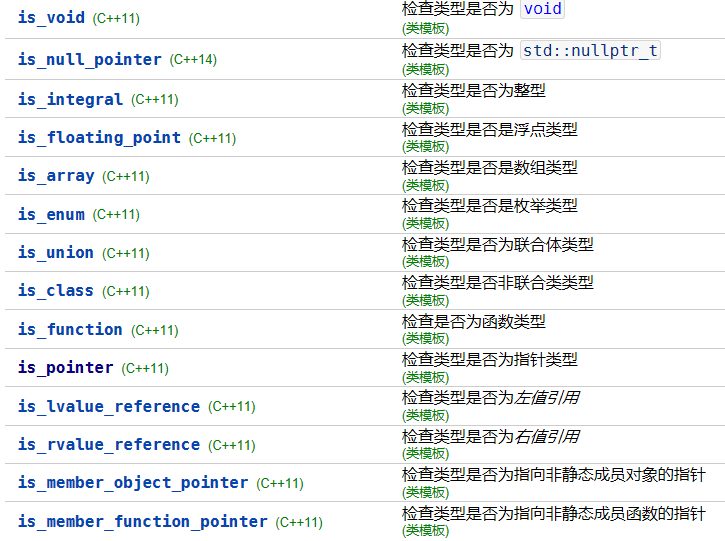 is_void (C++11) 检查类型是否为 void
(类模板)
is_null_pointer (C++14) 检查类型是否为 std::nullptr_t
(类模板)
is_integral (C++11) 检查类型是否为整型
(类模板)
is_floating_point (C++11) 检查类型是否是浮点类型
(类模板)
is_array (C++11) 检查类型是否是数组类型
(类模板)
is_enum (C++11) 检查类型是否是枚举类型
(类模板)
is_union (C++11) 检查类型是否为联合体类型
(类模板)
is_class (C++11) 检查类型是否非联合类类型
(类模板)
is_function (C++11) 检查是否为函数类型
(类模板)
is_pointer (C++11) 检查类型是否为指针类型
(类模板)
is_lvalue_reference (C++11) 检查类型是否为左值引用
(类模板)
is_rvalue_reference (C++11) 检查类型是否为右值引用
(类模板)
is_member_object_pointer (C++11) 检查类型是否为指向非静态成员对象的指针
(类模板)
is_member_function_pointer (C++11) 检查类型是否为指向非静态成员函数的指针
(类模板)